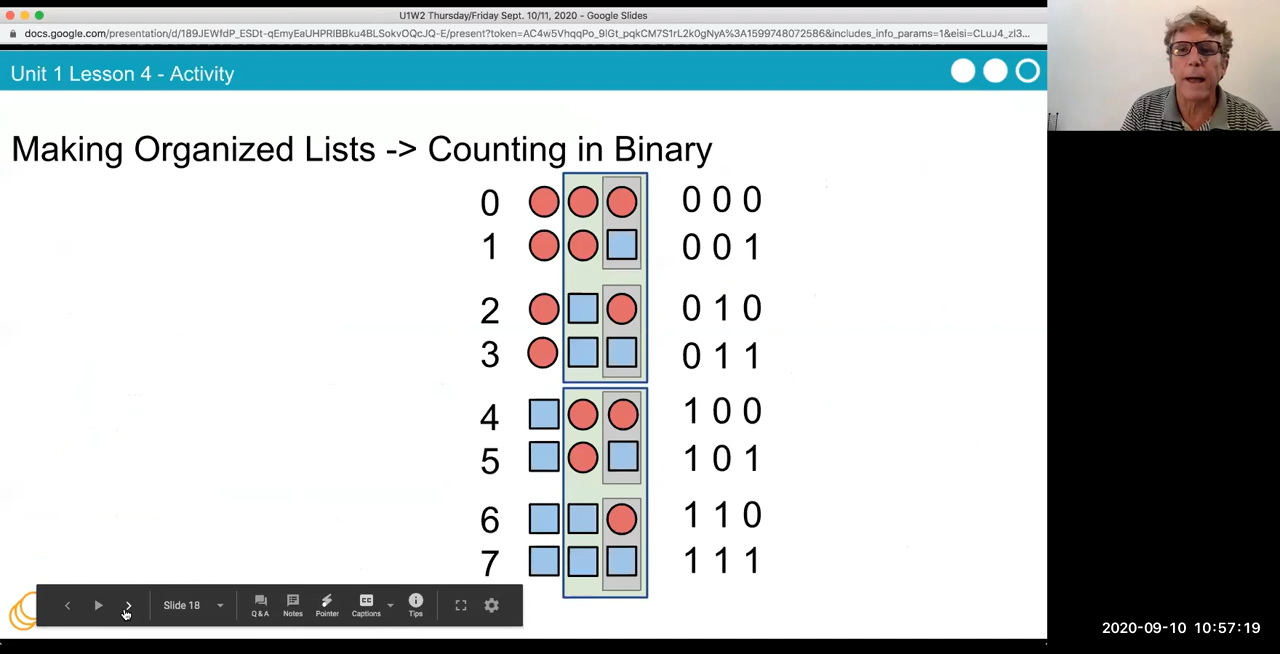 U1W2 Thursday/Friday Sept. 10/11, 2020 - Google Slides
Unit 1 Lesson 4 - Activity
Making Organized Lists -> Counting in Binary
0 0 0 0
1 0 0 1
2 0 1 0
3 0 1 1
4 1 0 0
5 1 0 1
6 1 1 0
7 1 1 1
Slide 18 Q & A Notes Pointer Captions Tips
2020-09-10 10:57:19